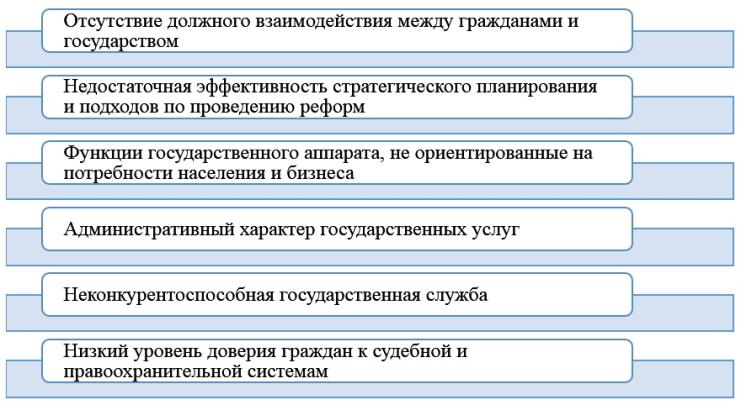 Отсутствие должного взаимодействия между гражданами и
государством
Недостаточная эффективность стратегического планирования
и подходов по проведению реформ
Функции государственного аппарата, не ориентированные на
потребности населения и бизнеса
Административный характер государственных услуг
Неконкурентоспособная государственная служба
Низкий уровень доверия граждан к судебной и
правоохранительной системам